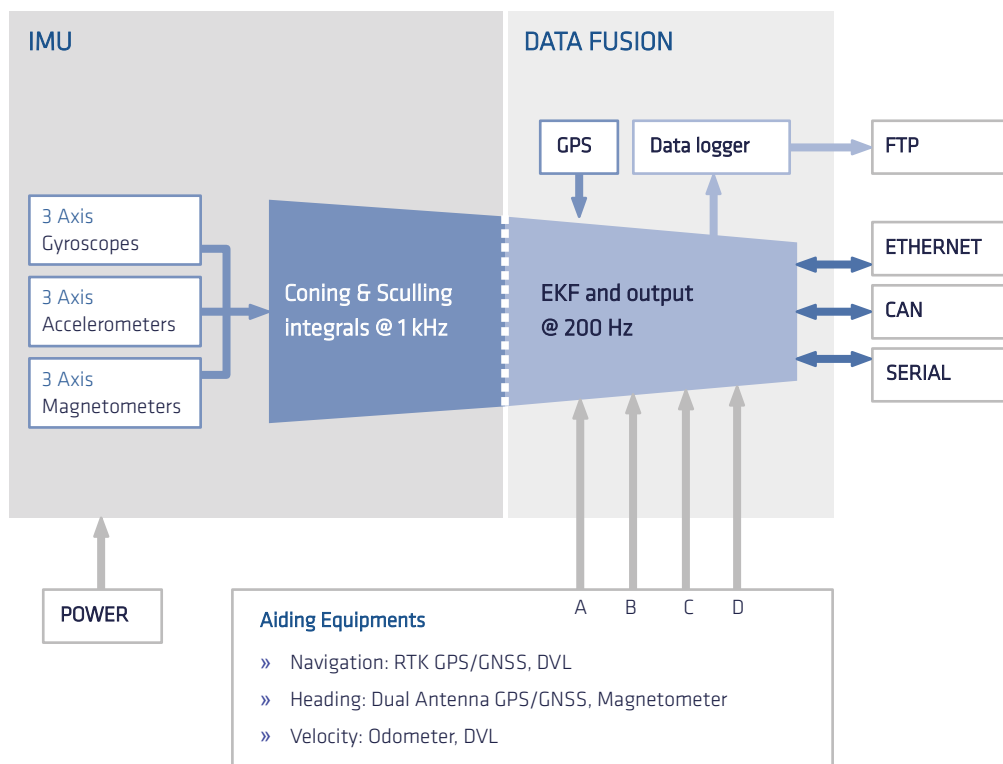 IMU
DATA FUSION
GPS
Data logger
FTP
3 Axis
Gyroscopes
3 Axis
Accelerometers
3 Axis
Magnetometers
Coning & Sculling
integrals @ 1 kHz
EKF and output
@ 200 Hz
ETHERNET
CAN
SERIAL
POWER
A B C D
Aiding Equipments
» Navigation: RTK GPS/GNSS, DVL
» Heading: Dual Antenna GPS/GNSS, Magnetometer
» Velocity: Odometer, DVL